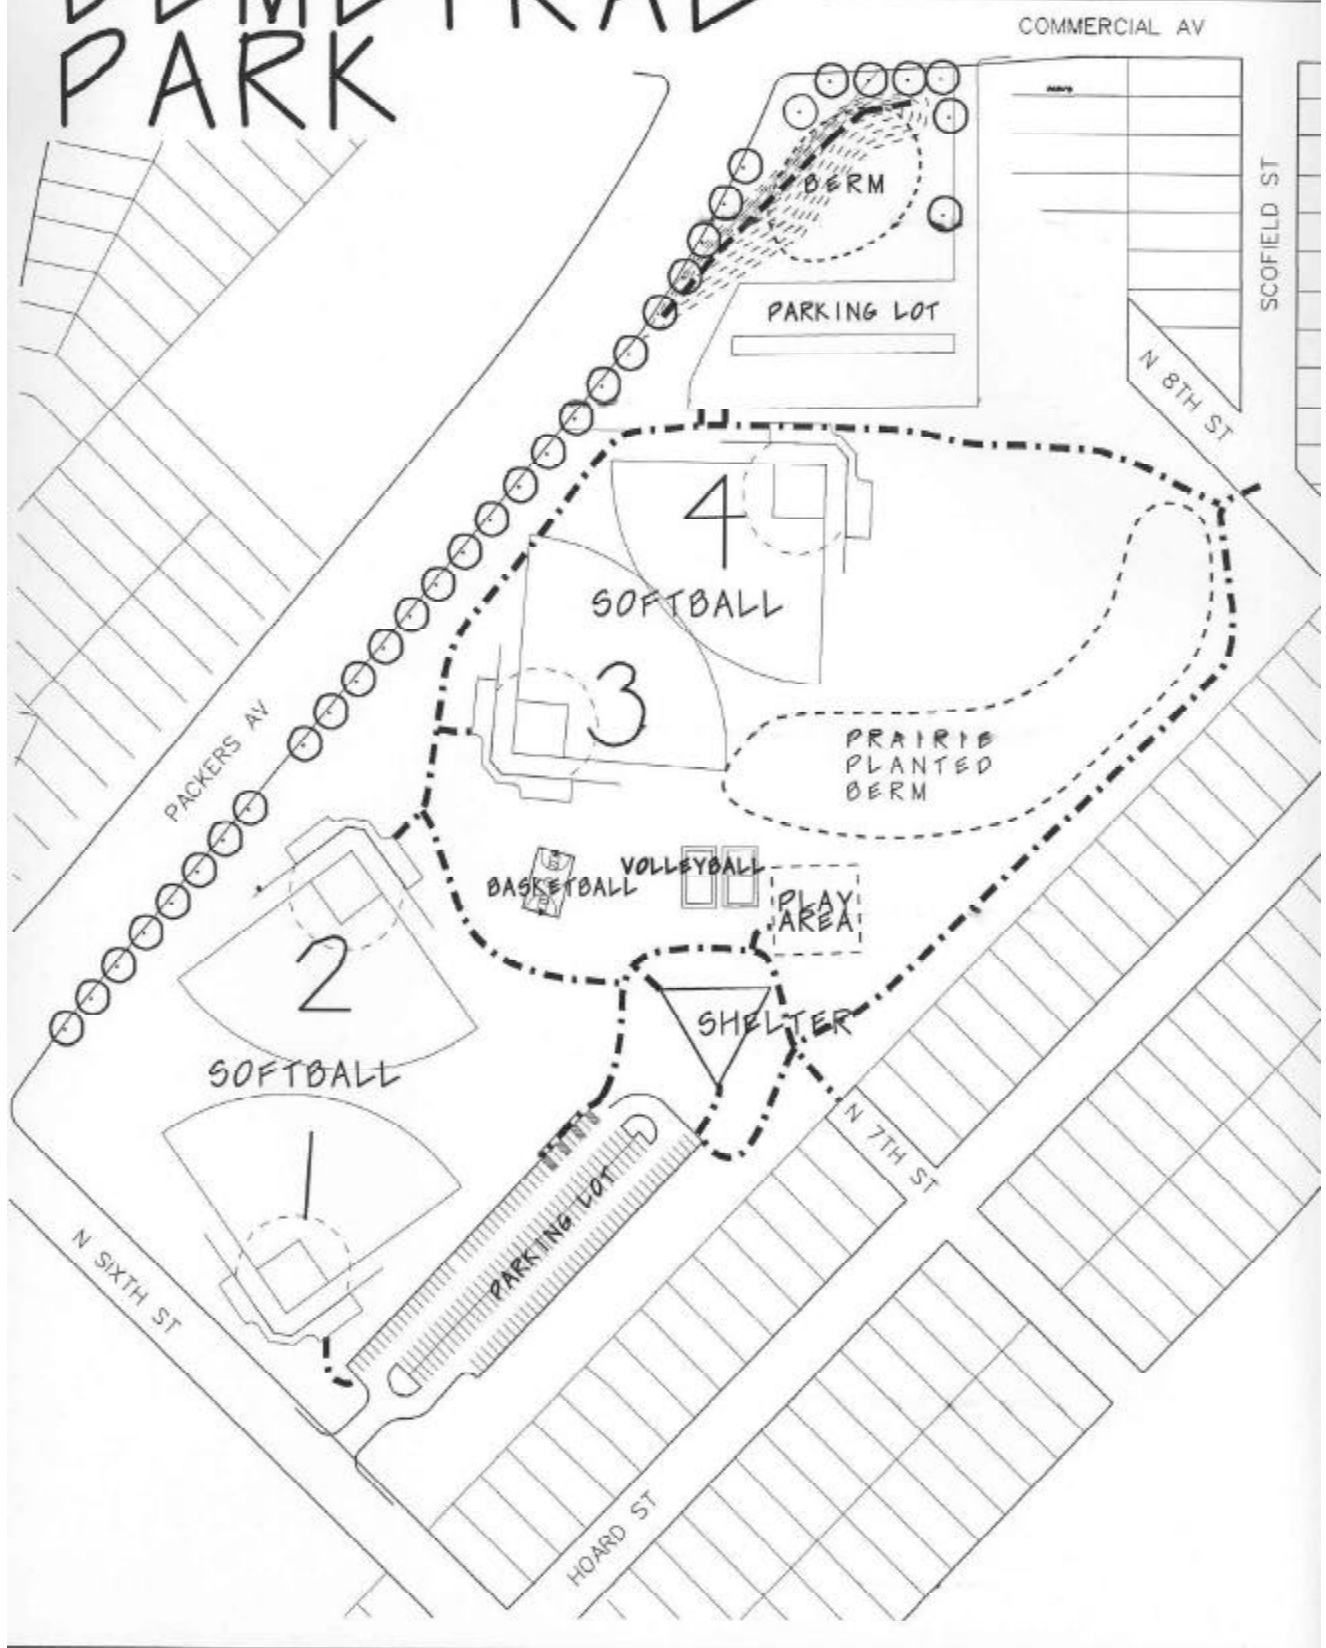 DEMETRAL
PARK
COMMERCIAL AV
SCOFIELD ST
BERM
PARKING LOT
N 8TH ST
4
SOFTBALL
3
PACKERS AV
PRAIRIE
PLANTED
BERM
BASKETBALL
VOLLEYBALL
PLAY
AREA
2
SHELTER
SOFTBALL
N 7TH ST
1
PARKING LOT
N SIXTH ST
HOARD ST